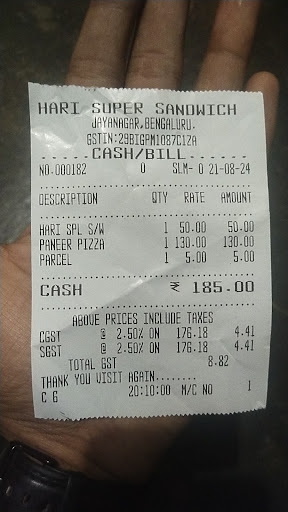 HARI SUPER SANDWICH
JAYANAGAR,BENGALURU.
GSTIN:29BIGPM1087C1ZA
.....CASH/BILL......
NO-000182 0 SLM- 0 21-08-24
DESCRIPTION QTY RATE AMOUNT
HARI SPL S/W 1 50.00 50.00
PANEER PIZZA 1 130.00 130.00
PARCEL 1 5.00 5.00
CASH ₹ 185.00
ABOVE PRICES INCLUDE TAXES
CGST @ 2.50% ON 176.18 4.41
SGST @ 2.50% ON 176.18 4.41
TOTAL GST 8.82
THANK YOU VISIT AGAIN.......
C G 20:10:00 M/C NO 1